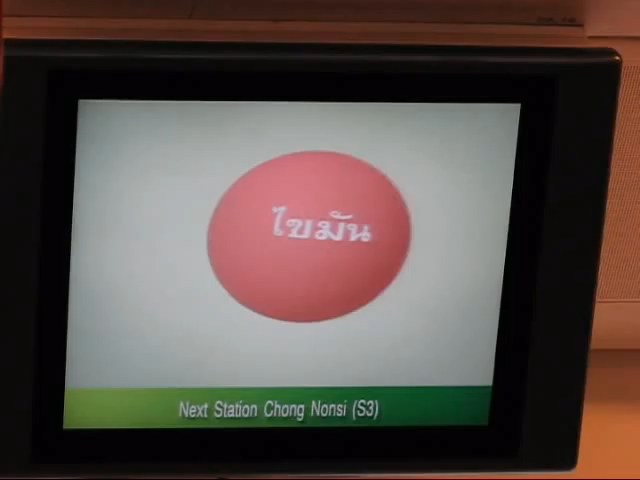 ไขมัน
Next Station Chong Nonsi (S3)